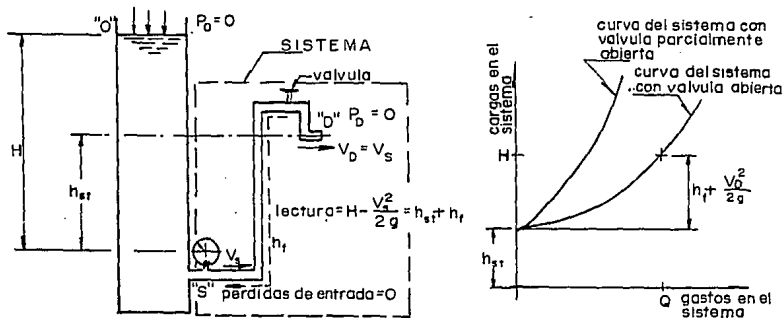 "O"
P₀=0
SISTEMA
valvula
"D" P_D=0
V_D = V_S
H
h_st
lectura=H-V_s²/2g=h_st+h_f
V_s
h_f
"S" perdidas de entrada=0
cargas en el
sistema
curva del sistema con
valvula parcialmente
abierta
curva del sistema
con valvula abierta
H
h_f+V_D²/2g
h_st
Q
gastos en el
sistema